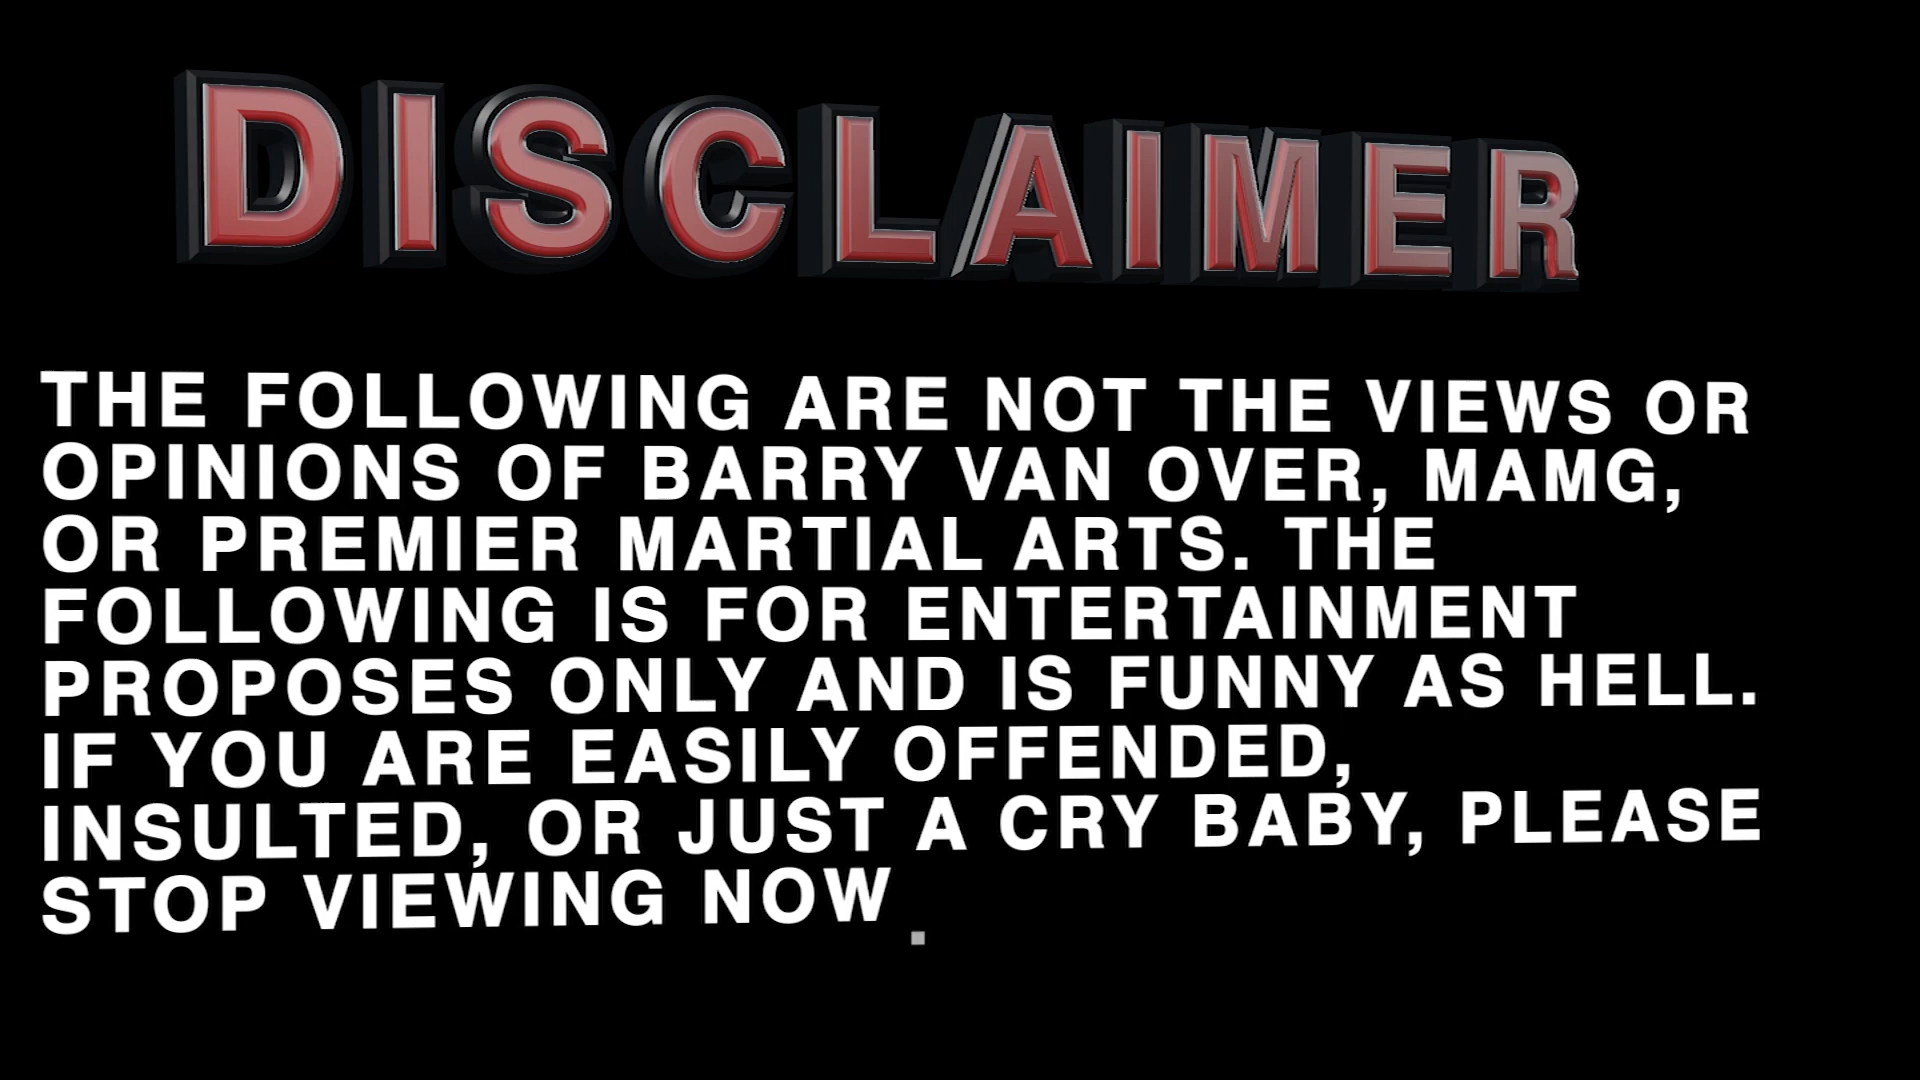 DISCLAIMER
THE FOLLOWING ARE NOT THE VIEWS OR
OPINIONS OF BARRY VAN OVER, MAMG,
OR PREMIER MARTIAL ARTS. THE
FOLLOWING IS FOR ENTERTAINMENT
PROPOSES ONLY AND IS FUNNY AS HELL.
IF YOU ARE EASILY OFFENDED,
INSULTED, OR JUST A CRY BABY, PLEASE
STOP VIEWING NOW.